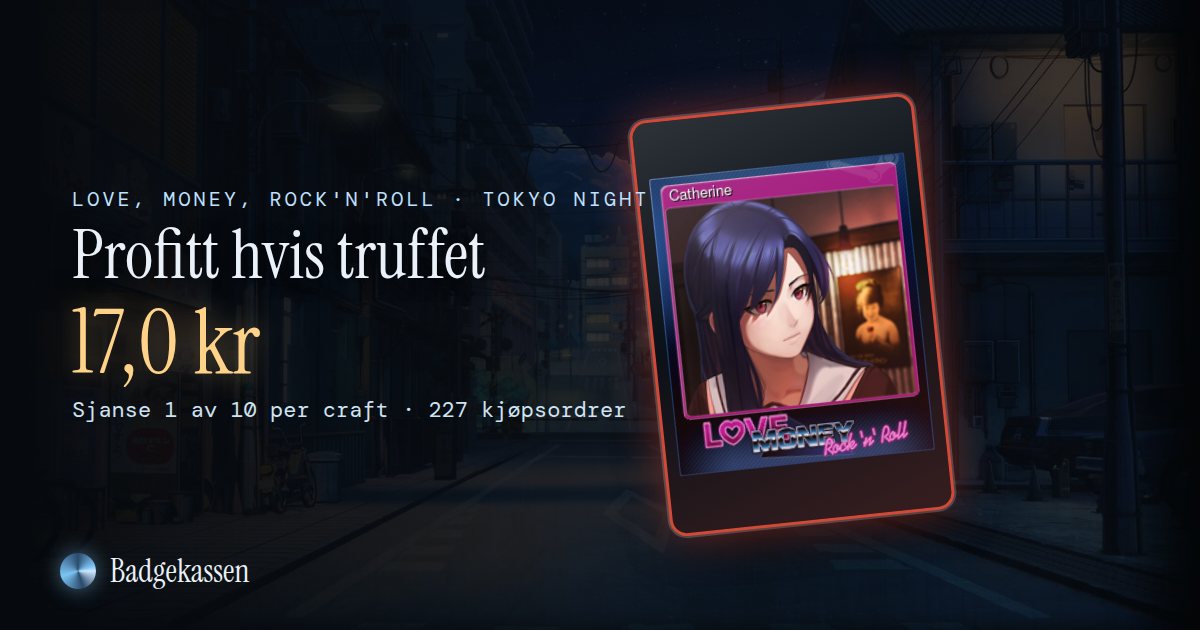 LOVE, MONEY, ROCK'N'ROLL · TOKYO NIGHT
Profitt hvis truffet
17,0 kr
Sjanse 1 av 10 per craft · 227 kjøpsordrer
Catherine
LOVE
MONEY
Rock 'n' Roll
Badgekassen